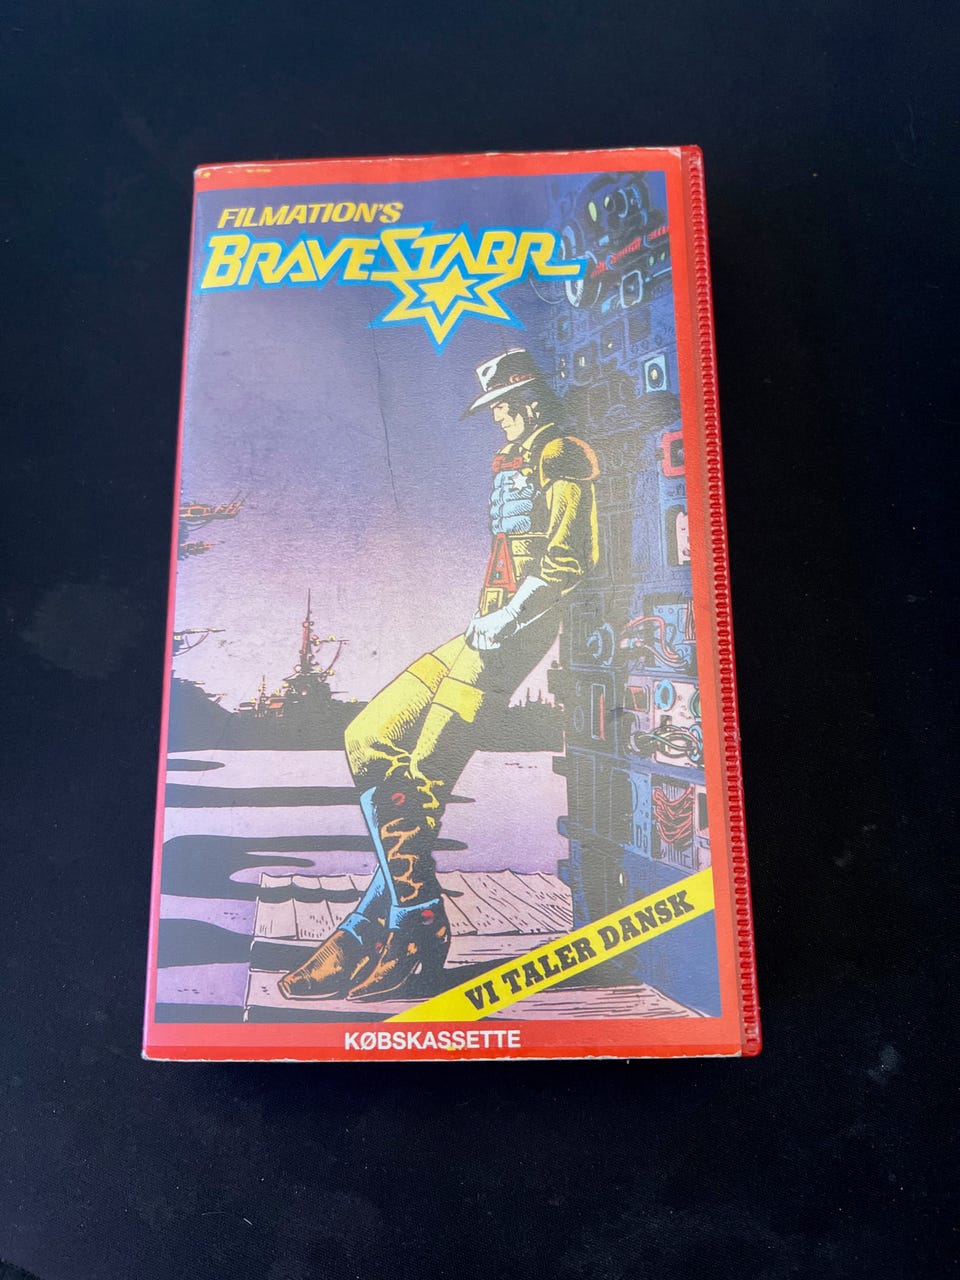 FILMATION'S
BRAVESTARR
VI TALER DANSK
KØBSKASSETTE